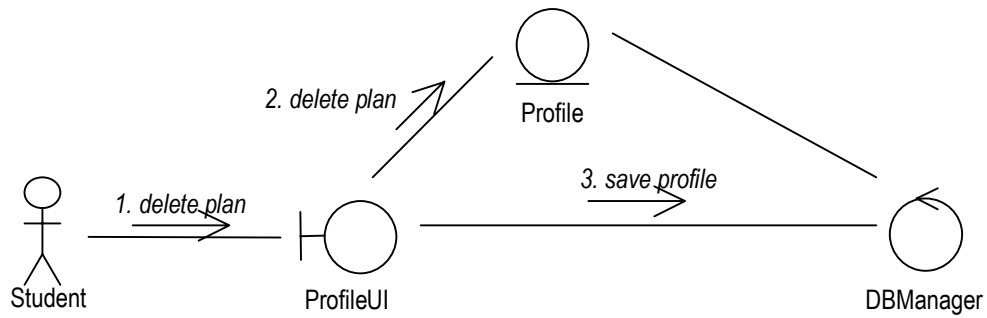 2. delete plan
Profile
1. delete plan
3. save profile
Student
ProfileUI
DBManager